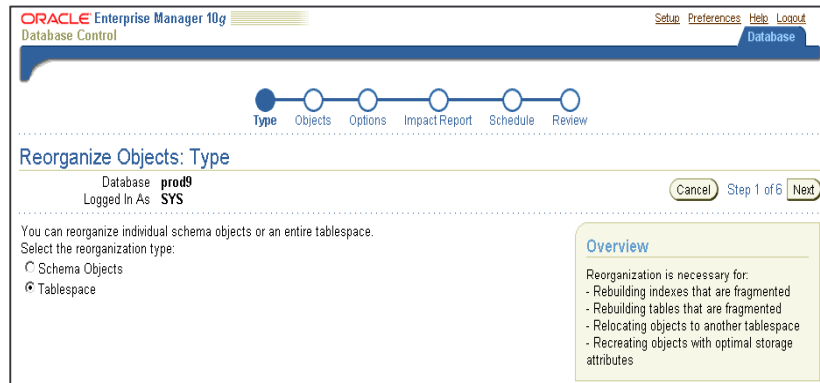 ORACLE Enterprise Manager 10g
Database Control
Setup Preferences Help Logout
Database
Type Objects Options Impact Report Schedule Review
Reorganize Objects: Type
Database prod9
Logged In As SYS
Cancel Step 1 of 6 Next
You can reorganize individual schema objects or an entire tablespace.
Select the reorganization type:
Schema Objects
Tablespace
Overview
Reorganization is necessary for:
- Rebuilding indexes that are fragmented
- Rebuilding tables that are fragmented
- Relocating objects to another tablespace
- Recreating objects with optimal storage
attributes